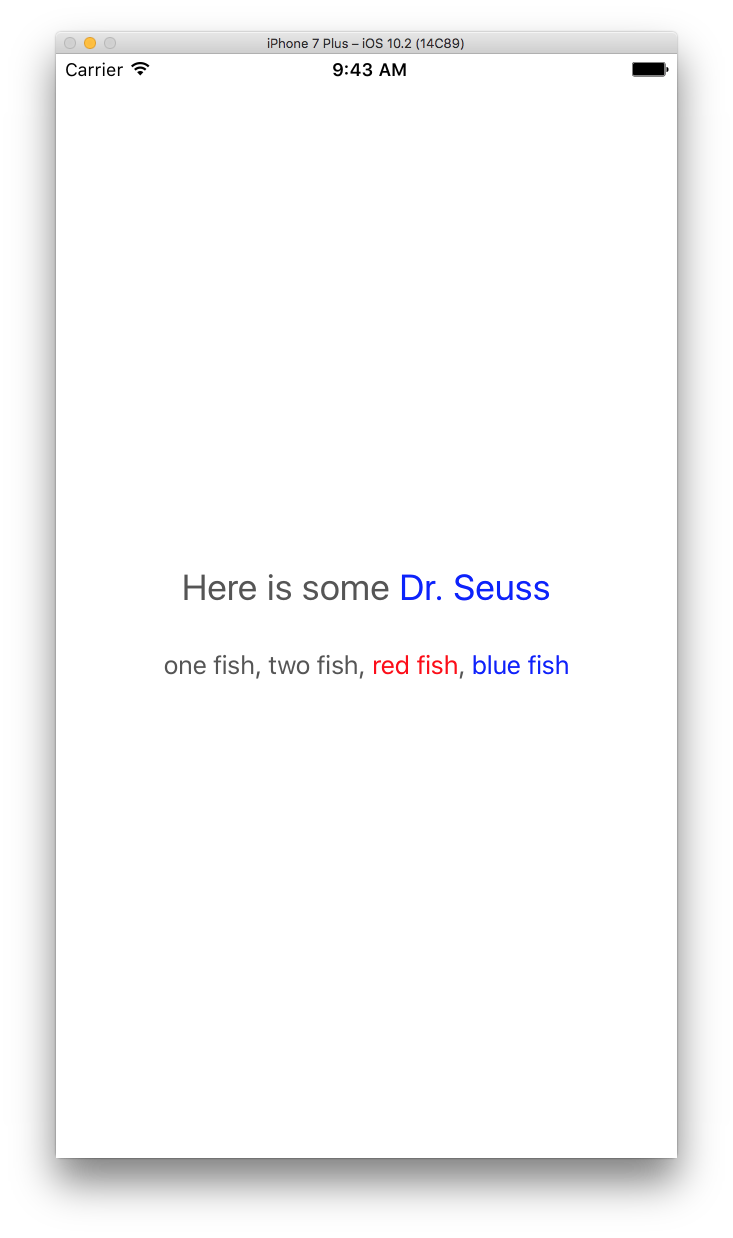 iPhone 7 Plus – iOS 10.2 (14C89)
Carrier 9:43 AM
Here is some Dr. Seuss
one fish, two fish, red fish, blue fish